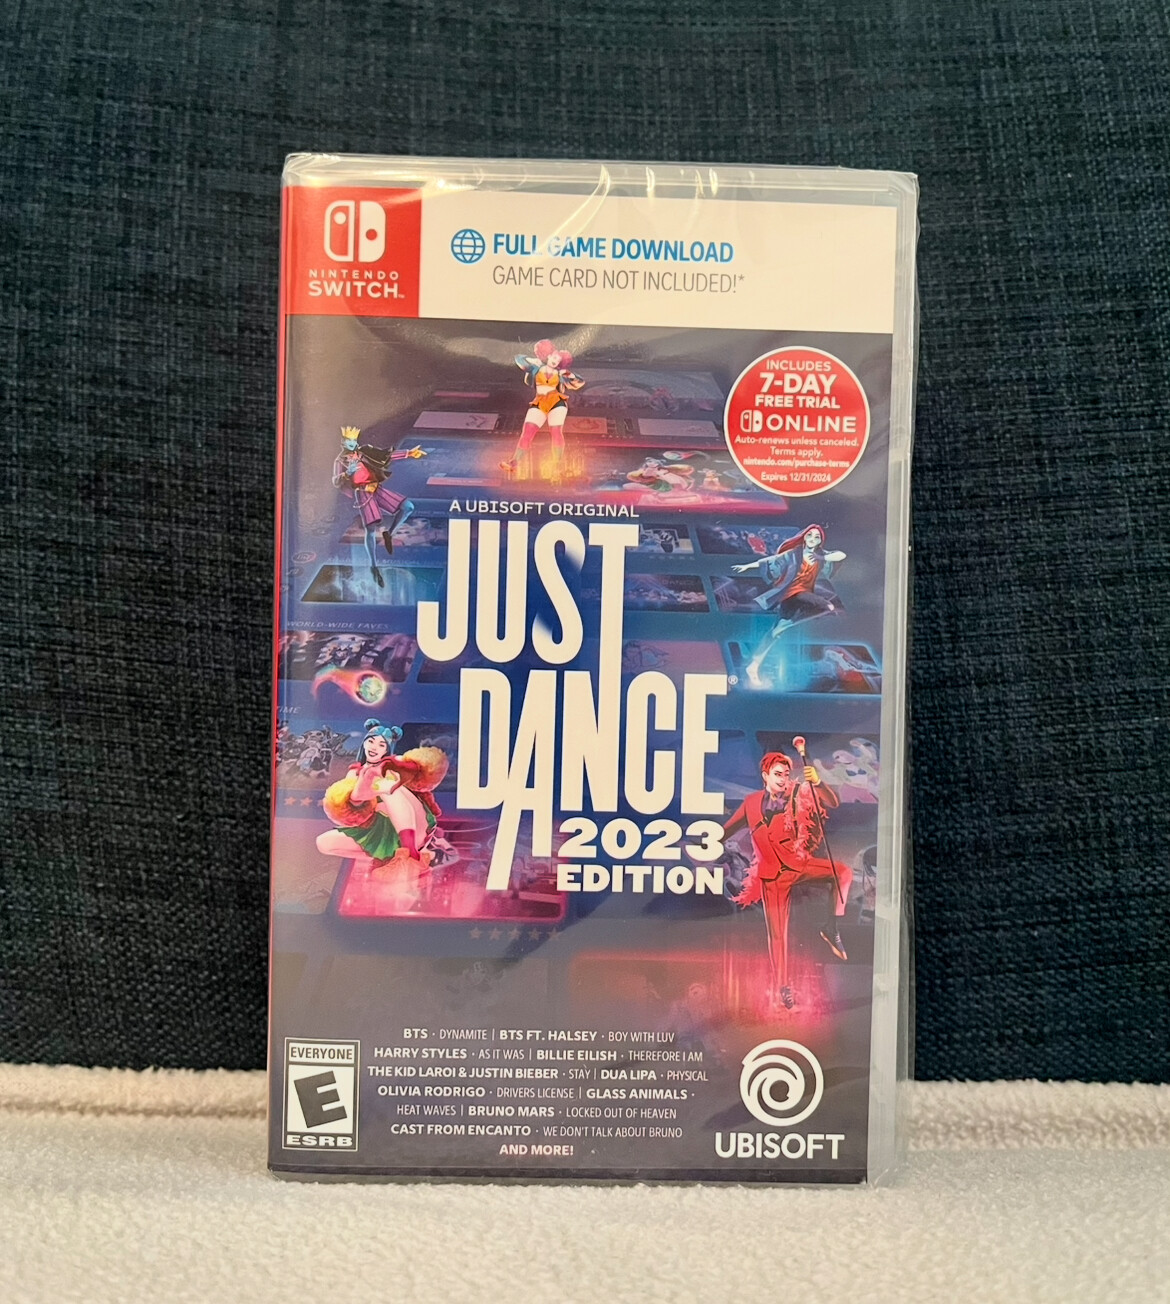 NINTENDO
SWITCH™
FULL GAME DOWNLOAD
GAME CARD NOT INCLUDED!*
INCLUDES
7-DAY
FREE TRIAL
ONLINE
Auto-renews unless canceled.
Terms apply.
nintendo.com/purchase-terms
Expires 12/31/2024
A UBISOFT ORIGINAL
JUST
DANCE®
2023
EDITION
WORLD-WIDE FAVES
BTS · DYNAMITE | BTS FT. HALSEY · BOY WITH LUV
HARRY STYLES · AS IT WAS | BILLIE EILISH · THEREFORE I AM
THE KID LAROI & JUSTIN BIEBER · STAY | DUA LIPA · PHYSICAL
OLIVIA RODRIGO · DRIVERS LICENSE | GLASS ANIMALS ·
HEAT WAVES | BRUNO MARS · LOCKED OUT OF HEAVEN
CAST FROM ENCANTO · WE DON'T TALK ABOUT BRUNO
AND MORE!
EVERYONE
E
ESRB
UBISOFT